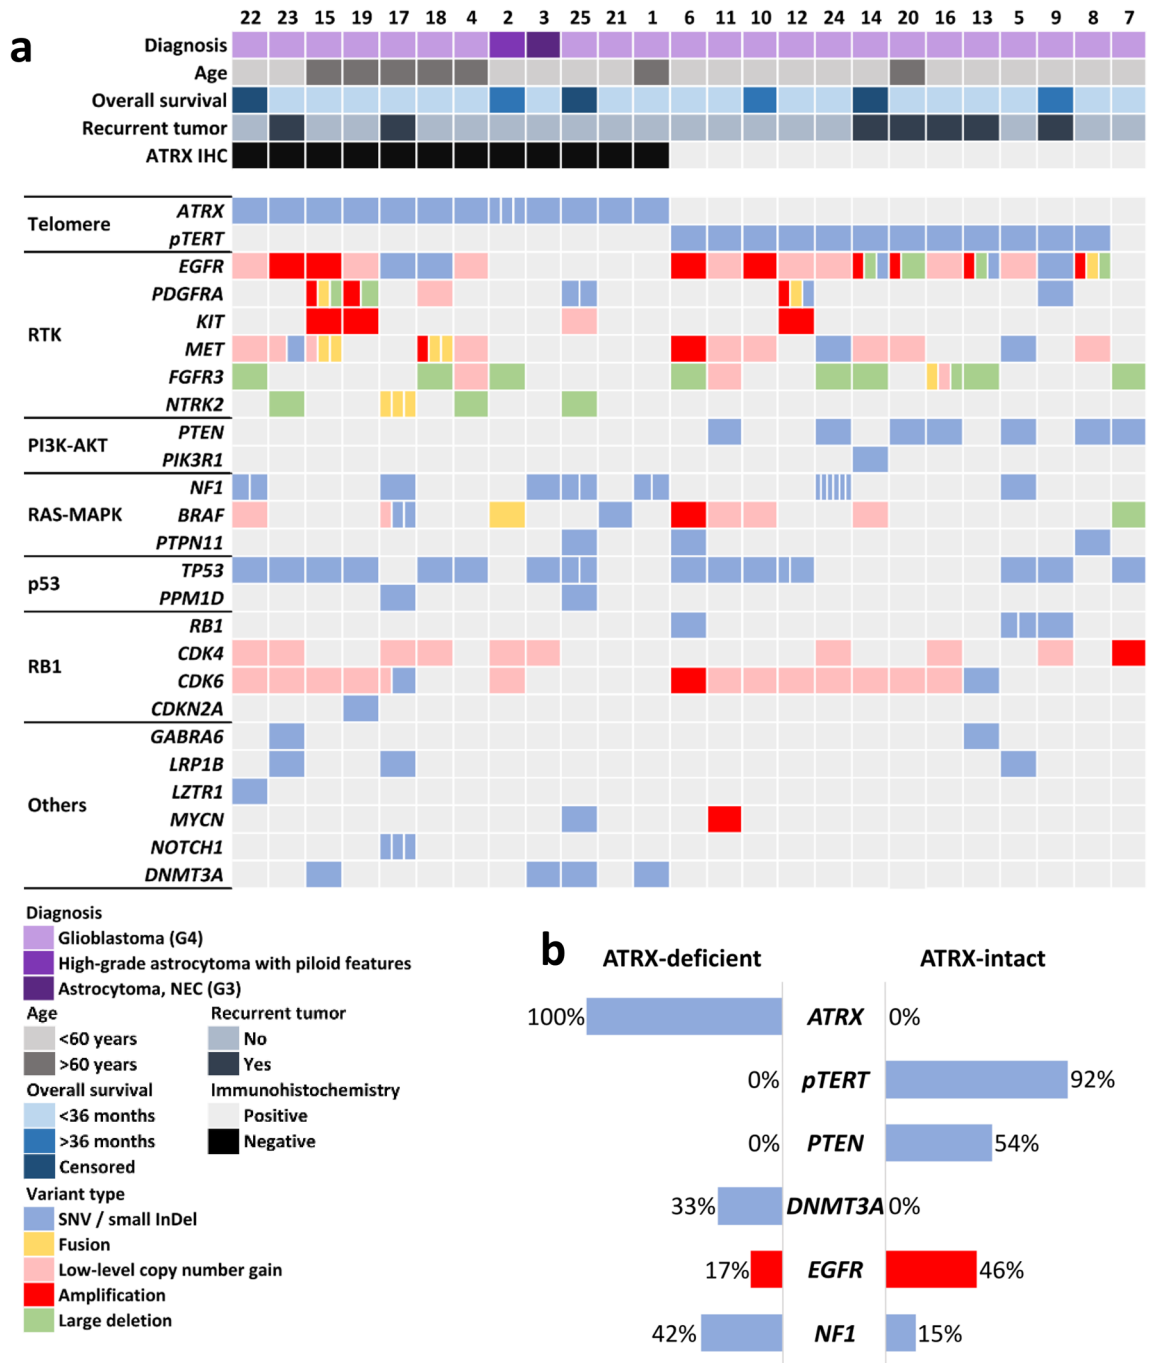 a
22 23 15 19 17 18 4 2 3 25 21 1 6 11 10 12 24 14 20 16 13 5 9 8 7
Diagnosis
Age
Overall survival
Recurrent tumor
ATRX IHC
Telomere
ATRX
pTERT
RTK
EGFR
PDGFRA
KIT
MET
FGFR3
NTRK2
PI3K-AKT
PTEN
PIK3R1
RAS-MAPK
NF1
BRAF
PTPN11
p53
TP53
PPM1D
RB1
RB1
CDK4
CDK6
CDKN2A
Others
GABRA6
LRP1B
LZTR1
MYCN
NOTCH1
DNMT3A
Diagnosis
Glioblastoma (G4)
High-grade astrocytoma with piloid features
Astrocytoma, NEC (G3)
Age
<60 years
>60 years
Recurrent tumor
No
Yes
Overall survival
<36 months
>36 months
Censored
Immunohistochemistry
Positive
Negative
Variant type
SNV / small InDel
Fusion
Low-level copy number gain
Amplification
Large deletion
b
ATRX-deficient ATRX-intact
100% ATRX 0%
0% pTERT 92%
0% PTEN 54%
33% DNMT3A 0%
17% EGFR 46%
42% NF1 15%